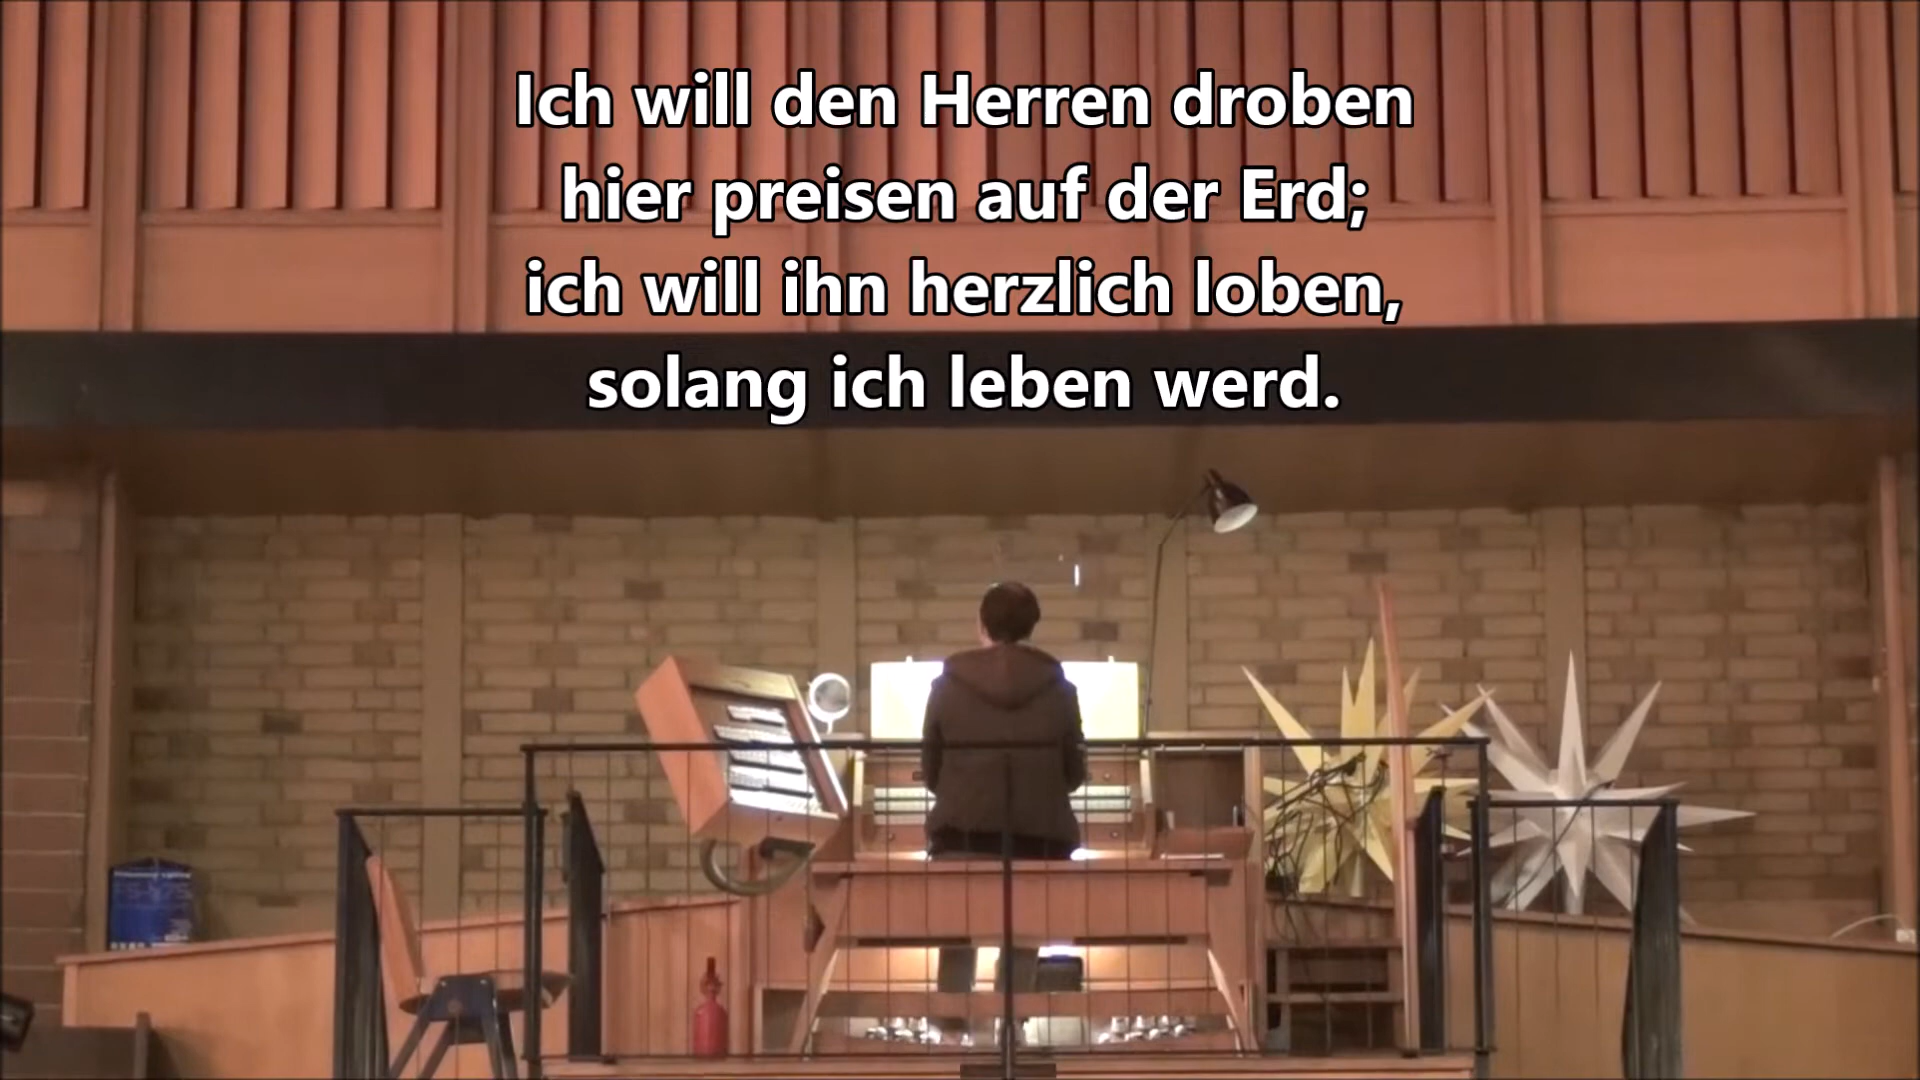 Ich will den Herren droben
hier preisen auf der Erd;
ich will ihn herzlich loben,
solang ich leben werd.